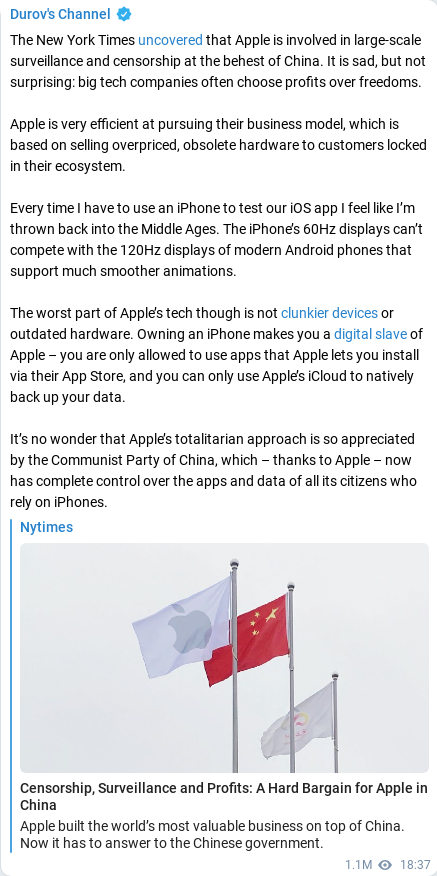 Durov's Channel
The New York Times uncovered that Apple is involved in large-scale
surveillance and censorship at the behest of China. It is sad, but not
surprising: big tech companies often choose profits over freedoms.
Apple is very efficient at pursuing their business model, which is
based on selling overpriced, obsolete hardware to customers locked
in their ecosystem.
Every time I have to use an iPhone to test our iOS app I feel like I’m
thrown back into the Middle Ages. The iPhone’s 60Hz displays can’t
compete with the 120Hz displays of modern Android phones that
support much smoother animations.
The worst part of Apple’s tech though is not clunkier devices or
outdated hardware. Owning an iPhone makes you a digital slave of
Apple – you are only allowed to use apps that Apple lets you install
via their App Store, and you can only use Apple’s iCloud to natively
back up your data.
It’s no wonder that Apple’s totalitarian approach is so appreciated
by the Communist Party of China, which – thanks to Apple – now
has complete control over the apps and data of all its citizens who
rely on iPhones.
Nytimes
Censorship, Surveillance and Profits: A Hard Bargain for Apple in
China
Apple built the world’s most valuable business on top of China.
Now it has to answer to the Chinese government.
1.1M 18:37